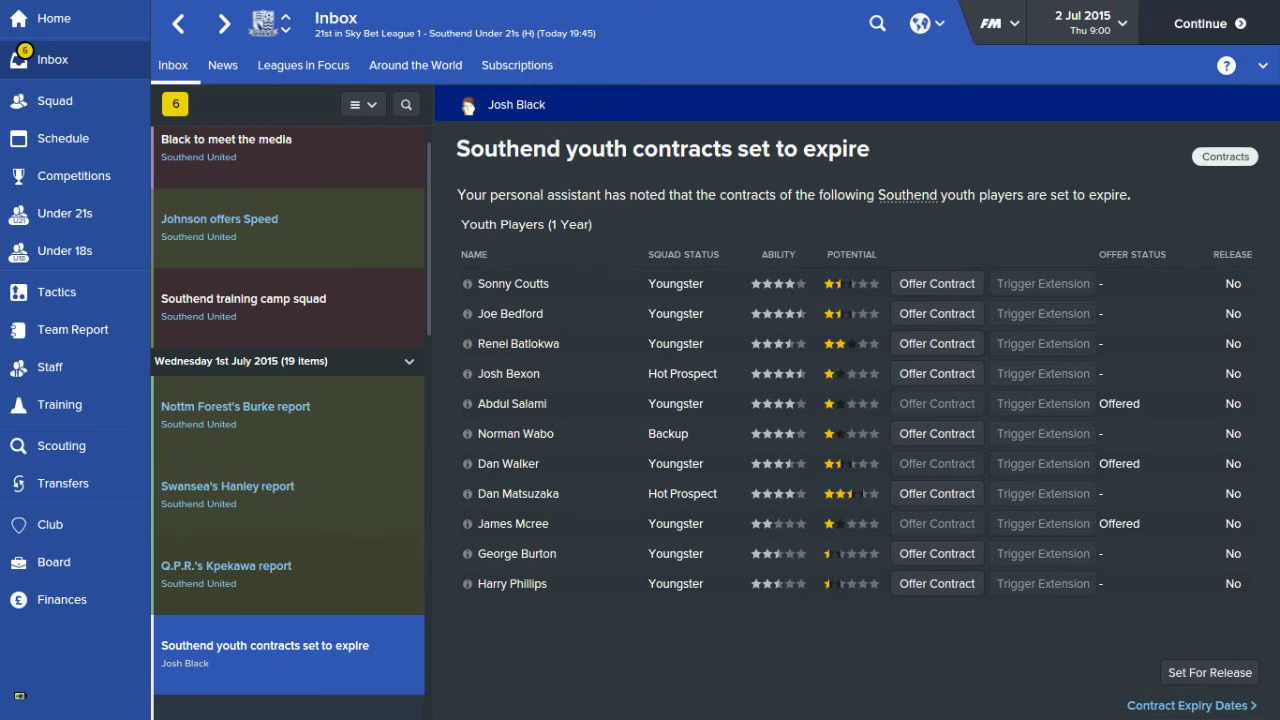 Home
6
Inbox
Squad
Schedule
Competitions
Under 21s
Under 18s
Tactics
Team Report
Staff
Training
Scouting
Transfers
Club
Board
Finances
Inbox
21st in Sky Bet League 1 - Southend Under 21s (H) (Today 19:45)
FM
2 Jul 2015
Thu 9:00
Continue
Inbox News Leagues in Focus Around the World Subscriptions
?
6
Black to meet the media
Southend United
Johnson offers Speed
Southend United
Southend training camp squad
Southend United
Wednesday 1st July 2015 (19 items)
Nottm Forest's Burke report
Southend United
Swansea's Hanley report
Southend United
Q.P.R.'s Kpekawa report
Southend United
Southend youth contracts set to expire
Josh Black
Josh Black
Southend youth contracts set to expire
Contracts
Your personal assistant has noted that the contracts of the following Southend youth players are set to expire.
Youth Players (1 Year)
NAME SQUAD STATUS ABILITY POTENTIAL OFFER STATUS RELEASE
Sonny Coutts Youngster Offer Contract Trigger Extension - No
Joe Bedford Youngster Offer Contract Trigger Extension - No
Renei Batlokwa Youngster Offer Contract Trigger Extension - No
Josh Bexon Hot Prospect Offer Contract Trigger Extension - No
Abdul Salami Youngster Offer Contract Trigger Extension Offered No
Norman Wabo Backup Offer Contract Trigger Extension - No
Dan Walker Youngster Offer Contract Trigger Extension Offered No
Dan Matsuzaka Hot Prospect Offer Contract Trigger Extension - No
James Mcree Youngster Offer Contract Trigger Extension Offered No
George Burton Youngster Offer Contract Trigger Extension - No
Harry Phillips Youngster Offer Contract Trigger Extension - No
Set For Release
Contract Expiry Dates >